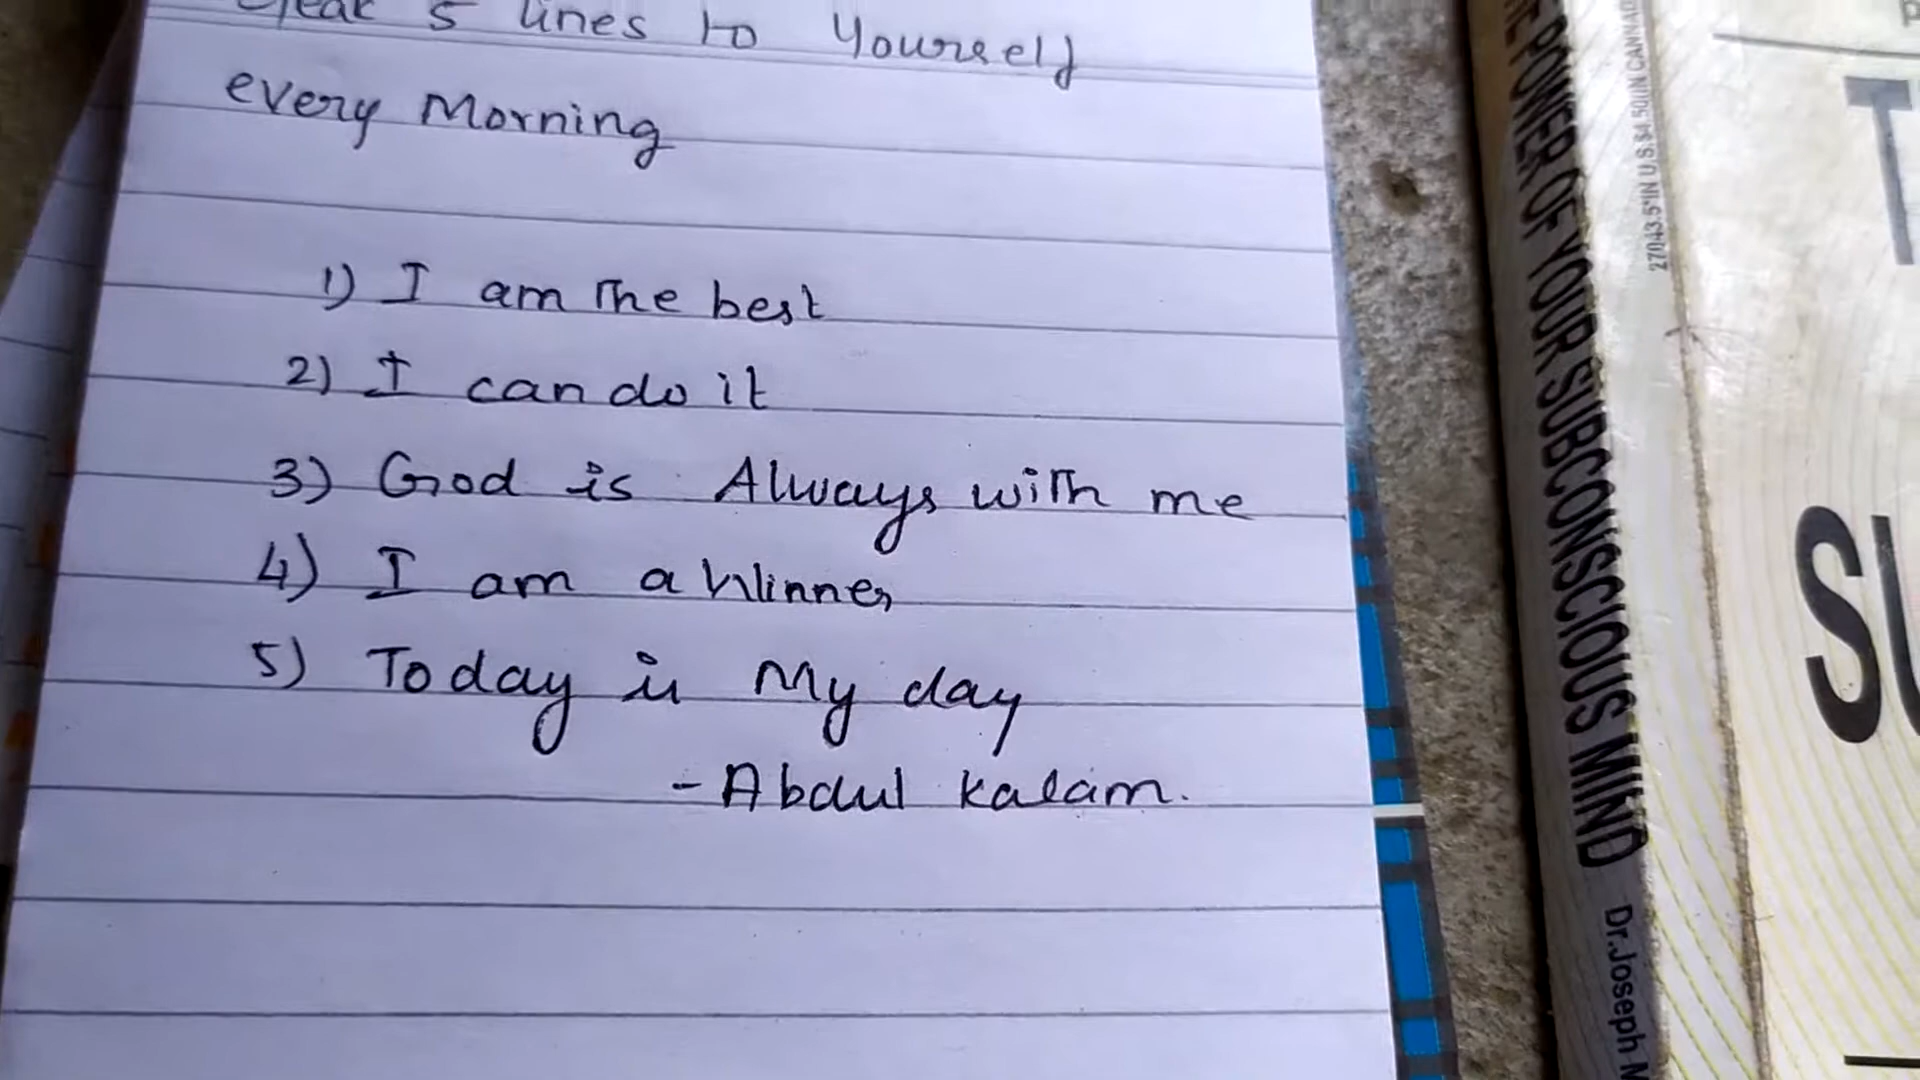 5 lines to Yourself
every Morning
1) I am The best
2) I can do it
3) God is Always with me
4) I am a Winner
5) Today is My day
- Abdul kalam.
POWER OF YOUR SUBCONSCIOUS MIND Dr.Joseph